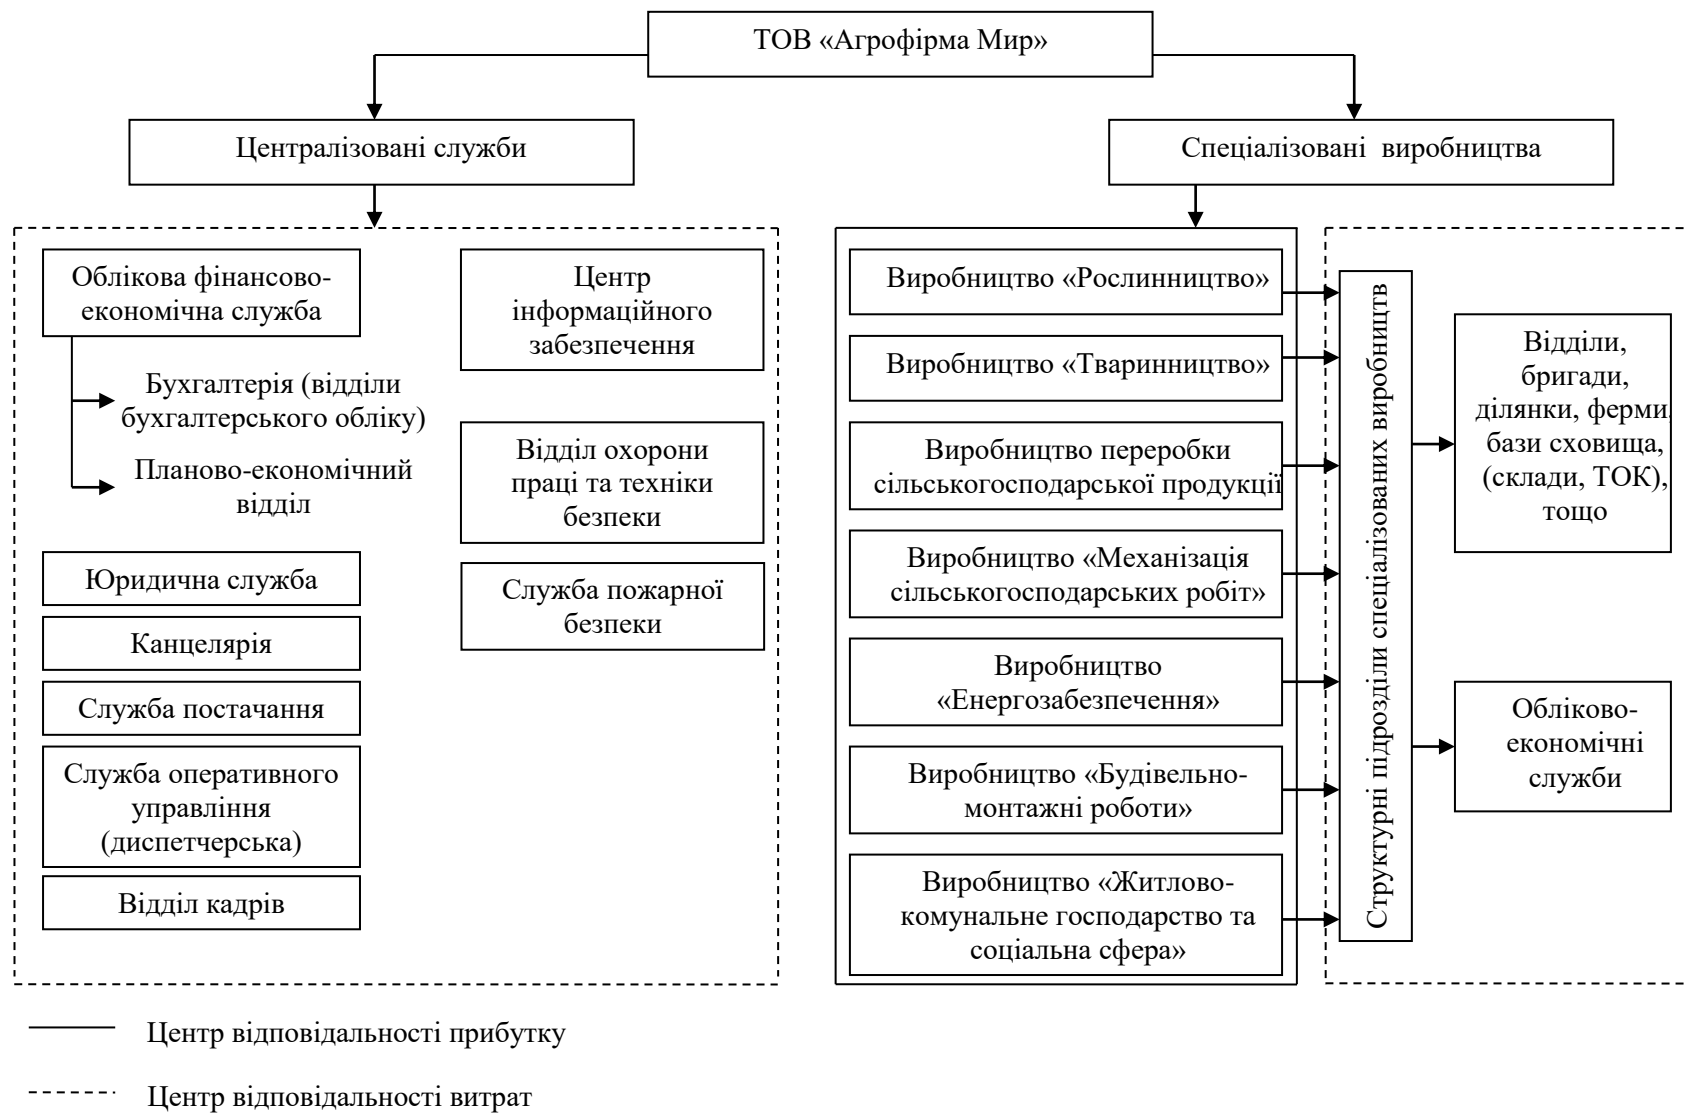 ТОВ «Агрофірма Мир»
Централізовані служби
Спеціалізовані виробництва
Облікова фінансово-
економічна служба
Бухгалтерія (відділи
бухгалтерського обліку)
Планово-економічний
відділ
Юридична служба
Канцелярія
Служба постачання
Служба оперативного
управління
(диспетчерська)
Відділ кадрів
Центр
інформаційного
забезпечення
Відділ охорони
праці та техніки
безпеки
Служба пожарної
безпеки
Виробництво «Рослинництво»
Виробництво «Тваринництво»
Виробництво переробки
сільськогосподарської продукції
Виробництво «Механізація
сільськогосподарських робіт»
Виробництво
«Енергозабезпечення»
Виробництво «Будівельно-
монтажні роботи»
Виробництво «Житлово-
комунальне господарство та
соціальна сфера»
Структурні підрозділи спеціалізованих виробництв
Відділи,
бригади,
ділянки, ферми,
бази сховища,
(склади, ТОК),
тощо
Обліково-
економічні
служби
Центр відповідальності прибутку
Центр відповідальності витрат